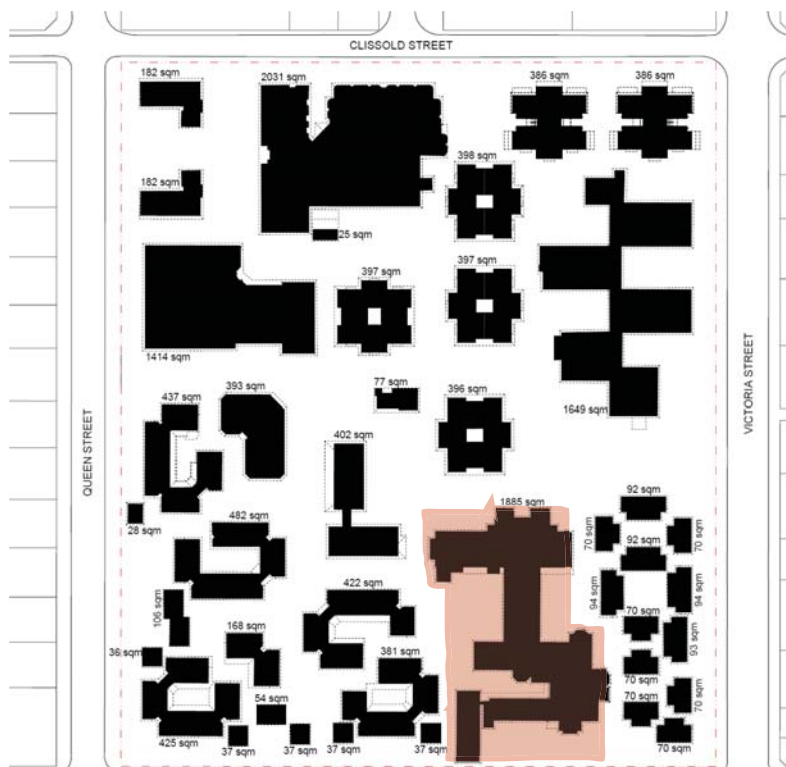 CLISSOLD STREET
182 sqm
2031 sqm
386 sqm
386 sqm
398 sqm
182 sqm
25 sqm
397 sqm
397 sqm
1414 sqm
VICTORIA STREET
77 sqm
393 sqm
396 sqm
437 sqm
1649 sqm
QUEEN STREET
402 sqm
92 sqm
1885 sqm
28 sqm
482 sqm
70 sqm
70 sqm
92 sqm
422 sqm
94 sqm
94 sqm
106 sqm
70 sqm
168 sqm
93 sqm
36 sqm
381 sqm
70 sqm
54 sqm
70 sqm
70 sqm
425 sqm
37 sqm
37 sqm
37 sqm
37 sqm
70 sqm